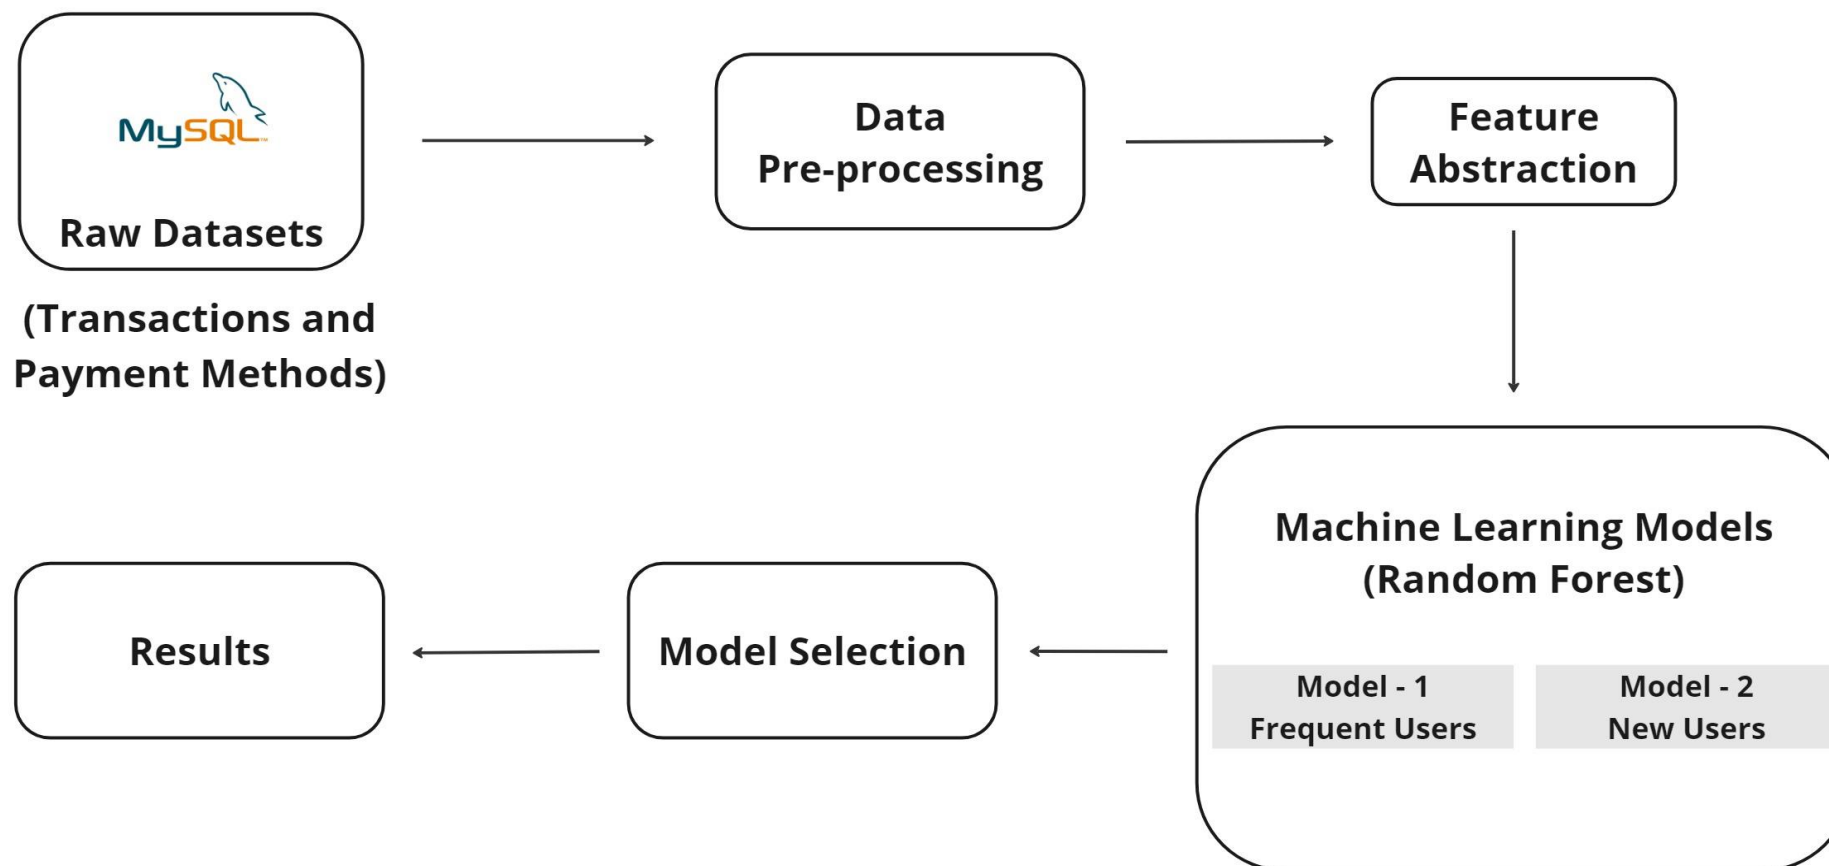 MySQL
Raw Datasets
(Transactions and
Payment Methods)
Data
Pre-processing
Feature
Abstraction
Machine Learning Models
(Random Forest)
Model - 1
Frequent Users
Model - 2
New Users
Model Selection
Results